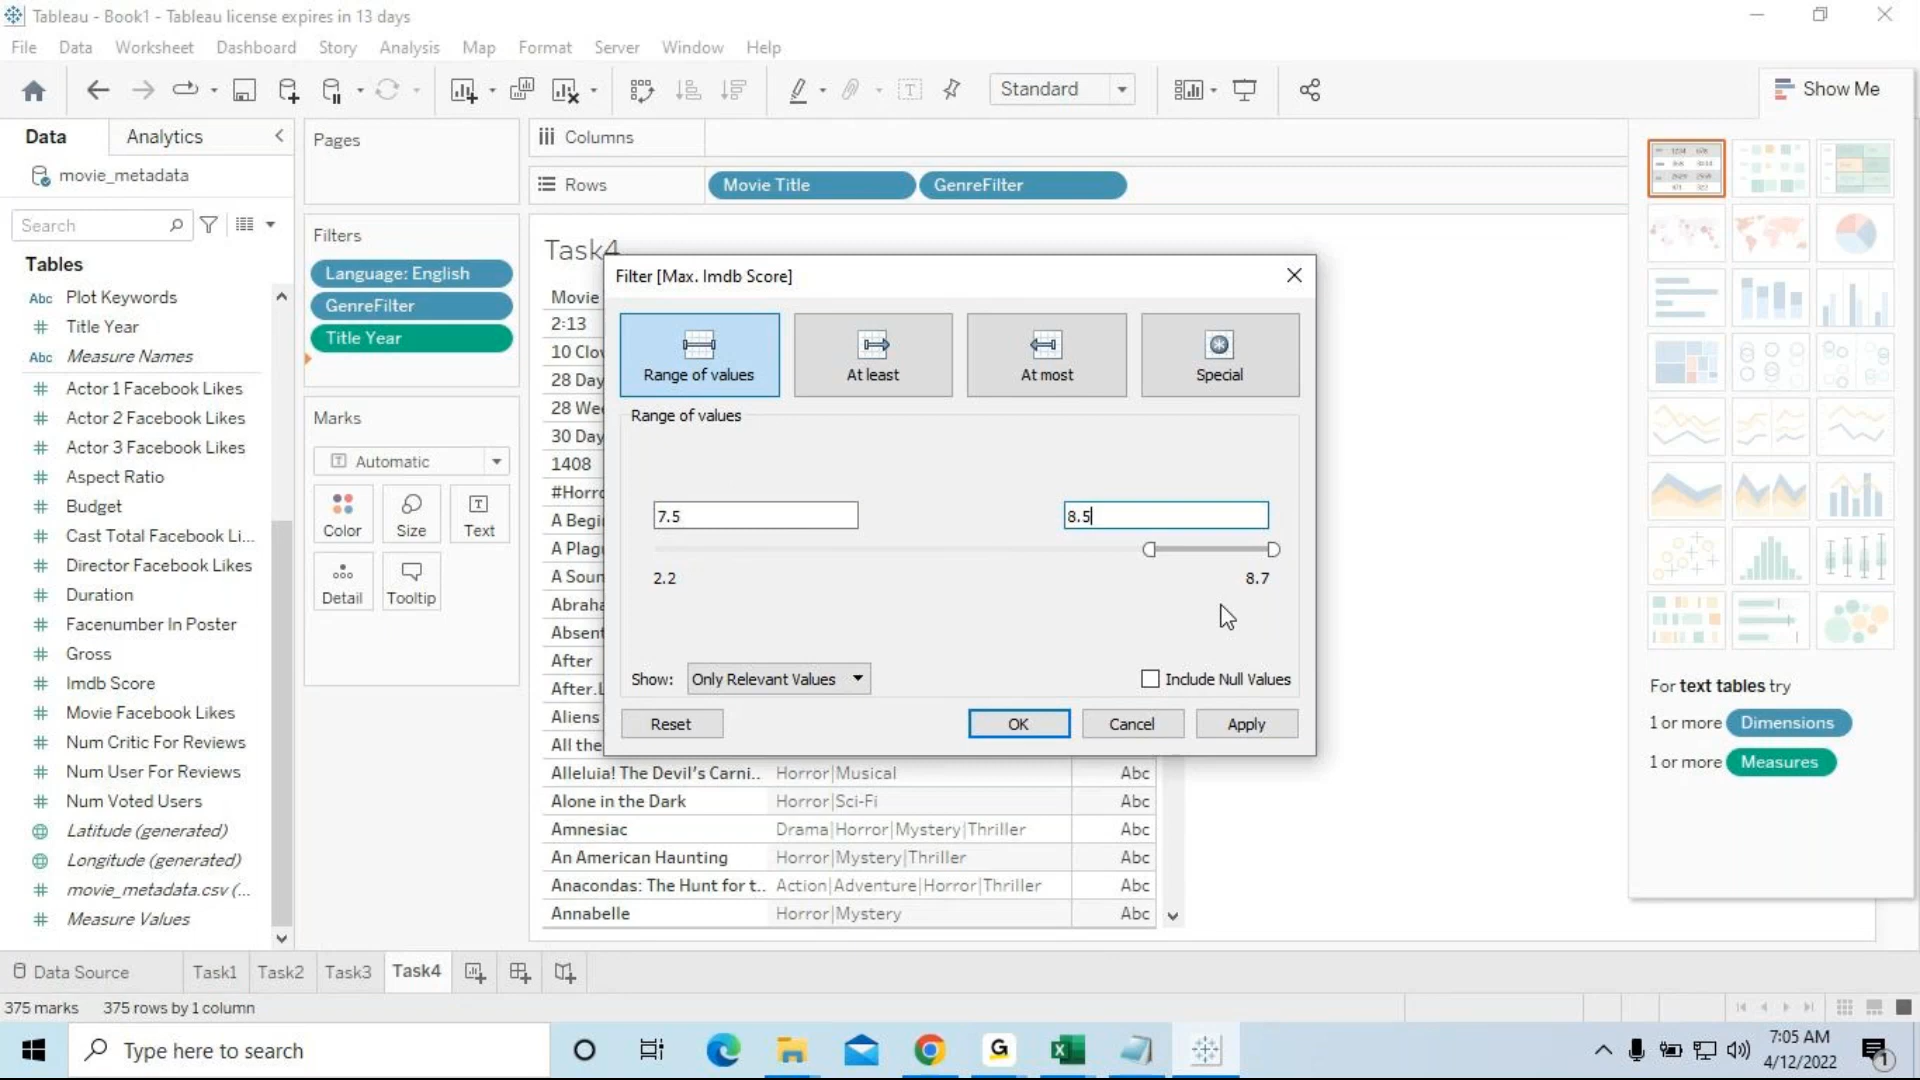 Tableau - Book1 - Tableau license expires in 13 days
File Data Worksheet Dashboard Story Analysis Map Format Server Window Help
Standard
Show Me
Data Analytics
Pages
Columns
movie_metadata
Rows Movie Title GenreFilter
Search
Filters
Language: English
GenreFilter
Title Year
Tables
Abc Plot Keywords
# Title Year
Abc Measure Names
# Actor 1 Facebook Likes
# Actor 2 Facebook Likes
# Actor 3 Facebook Likes
# Aspect Ratio
# Budget
# Cast Total Facebook Li...
# Director Facebook Likes
# Duration
# Facenumber In Poster
# Gross
# Imdb Score
# Movie Facebook Likes
# Num Critic For Reviews
# Num User For Reviews
# Num Voted Users
Latitude (generated)
Longitude (generated)
# movie_metadata.csv (...
# Measure Values
Marks
Automatic
Color Size Text
Detail Tooltip
Task4
Movie
2:13
10 Clo
28 Day
28 Wee
30 Day
1408
#Horro
A Begi
A Plag
A Soun
Abraha
Absent
After
After.L
Aliens
All the
Alleluia! The Devil's Carni.. Horror|Musical Abc
Alone in the Dark Horror|Sci-Fi Abc
Amnesiac Drama|Horror|Mystery|Thriller Abc
An American Haunting Horror|Mystery|Thriller Abc
Anacondas: The Hunt for t.. Action|Adventure|Horror|Thriller Abc
Annabelle Horror|Mystery Abc
Filter [Max. Imdb Score]
Range of values At least At most Special
Range of values
7.5 8.5
2.2 8.7
Show: Only Relevant Values Include Null Values
Reset OK Cancel Apply
For text tables try
1 or more Dimensions
1 or more Measures
Data Source Task1 Task2 Task3 Task4
375 marks 375 rows by 1 column
Type here to search
7:05 AM
4/12/2022
1